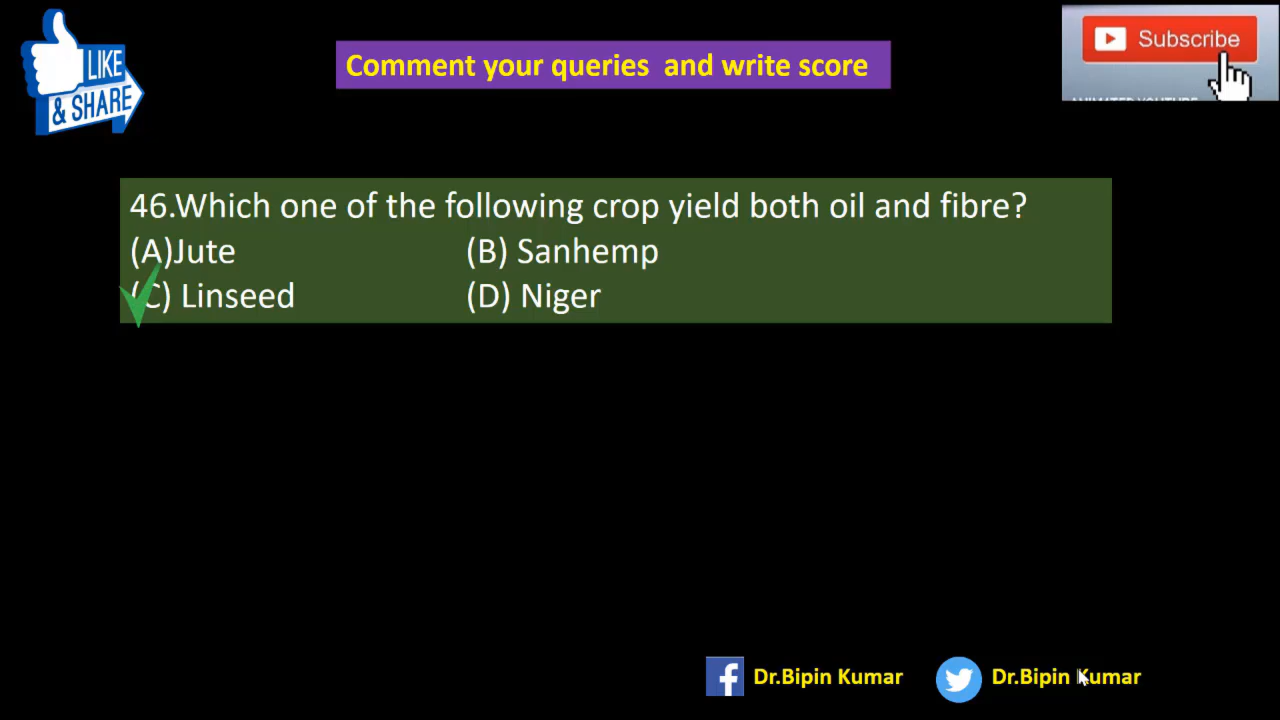 LIKE
& SHARE
Comment your queries and write score
Subscribe
46.Which one of the following crop yield both oil and fibre?
(A)Jute (B) Sanhemp
(C) Linseed (D) Niger
Dr.Bipin Kumar Dr.Bipin Kumar